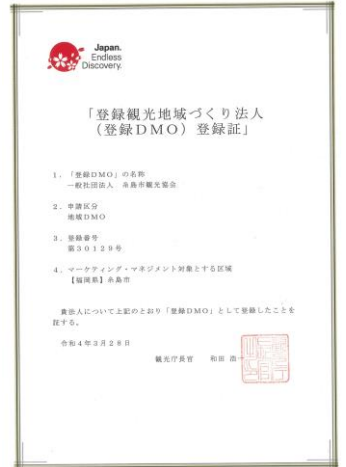 Japan.
Endless
Discovery.
「登録観光地域づくり法人
（登録DMO）登録証」
1．「登録DMO」の名称
一般社団法人 糸島市観光協会
2．申請区分
地域DMO
3．登録番号
第30129号
4．マーケティング・マネジメント対象とする区域
【福岡県】糸島市
貴法人について上記のとおり「登録DMO」として登録したことを
証する。
令和4年3月28日
観光庁長官 和田 浩一